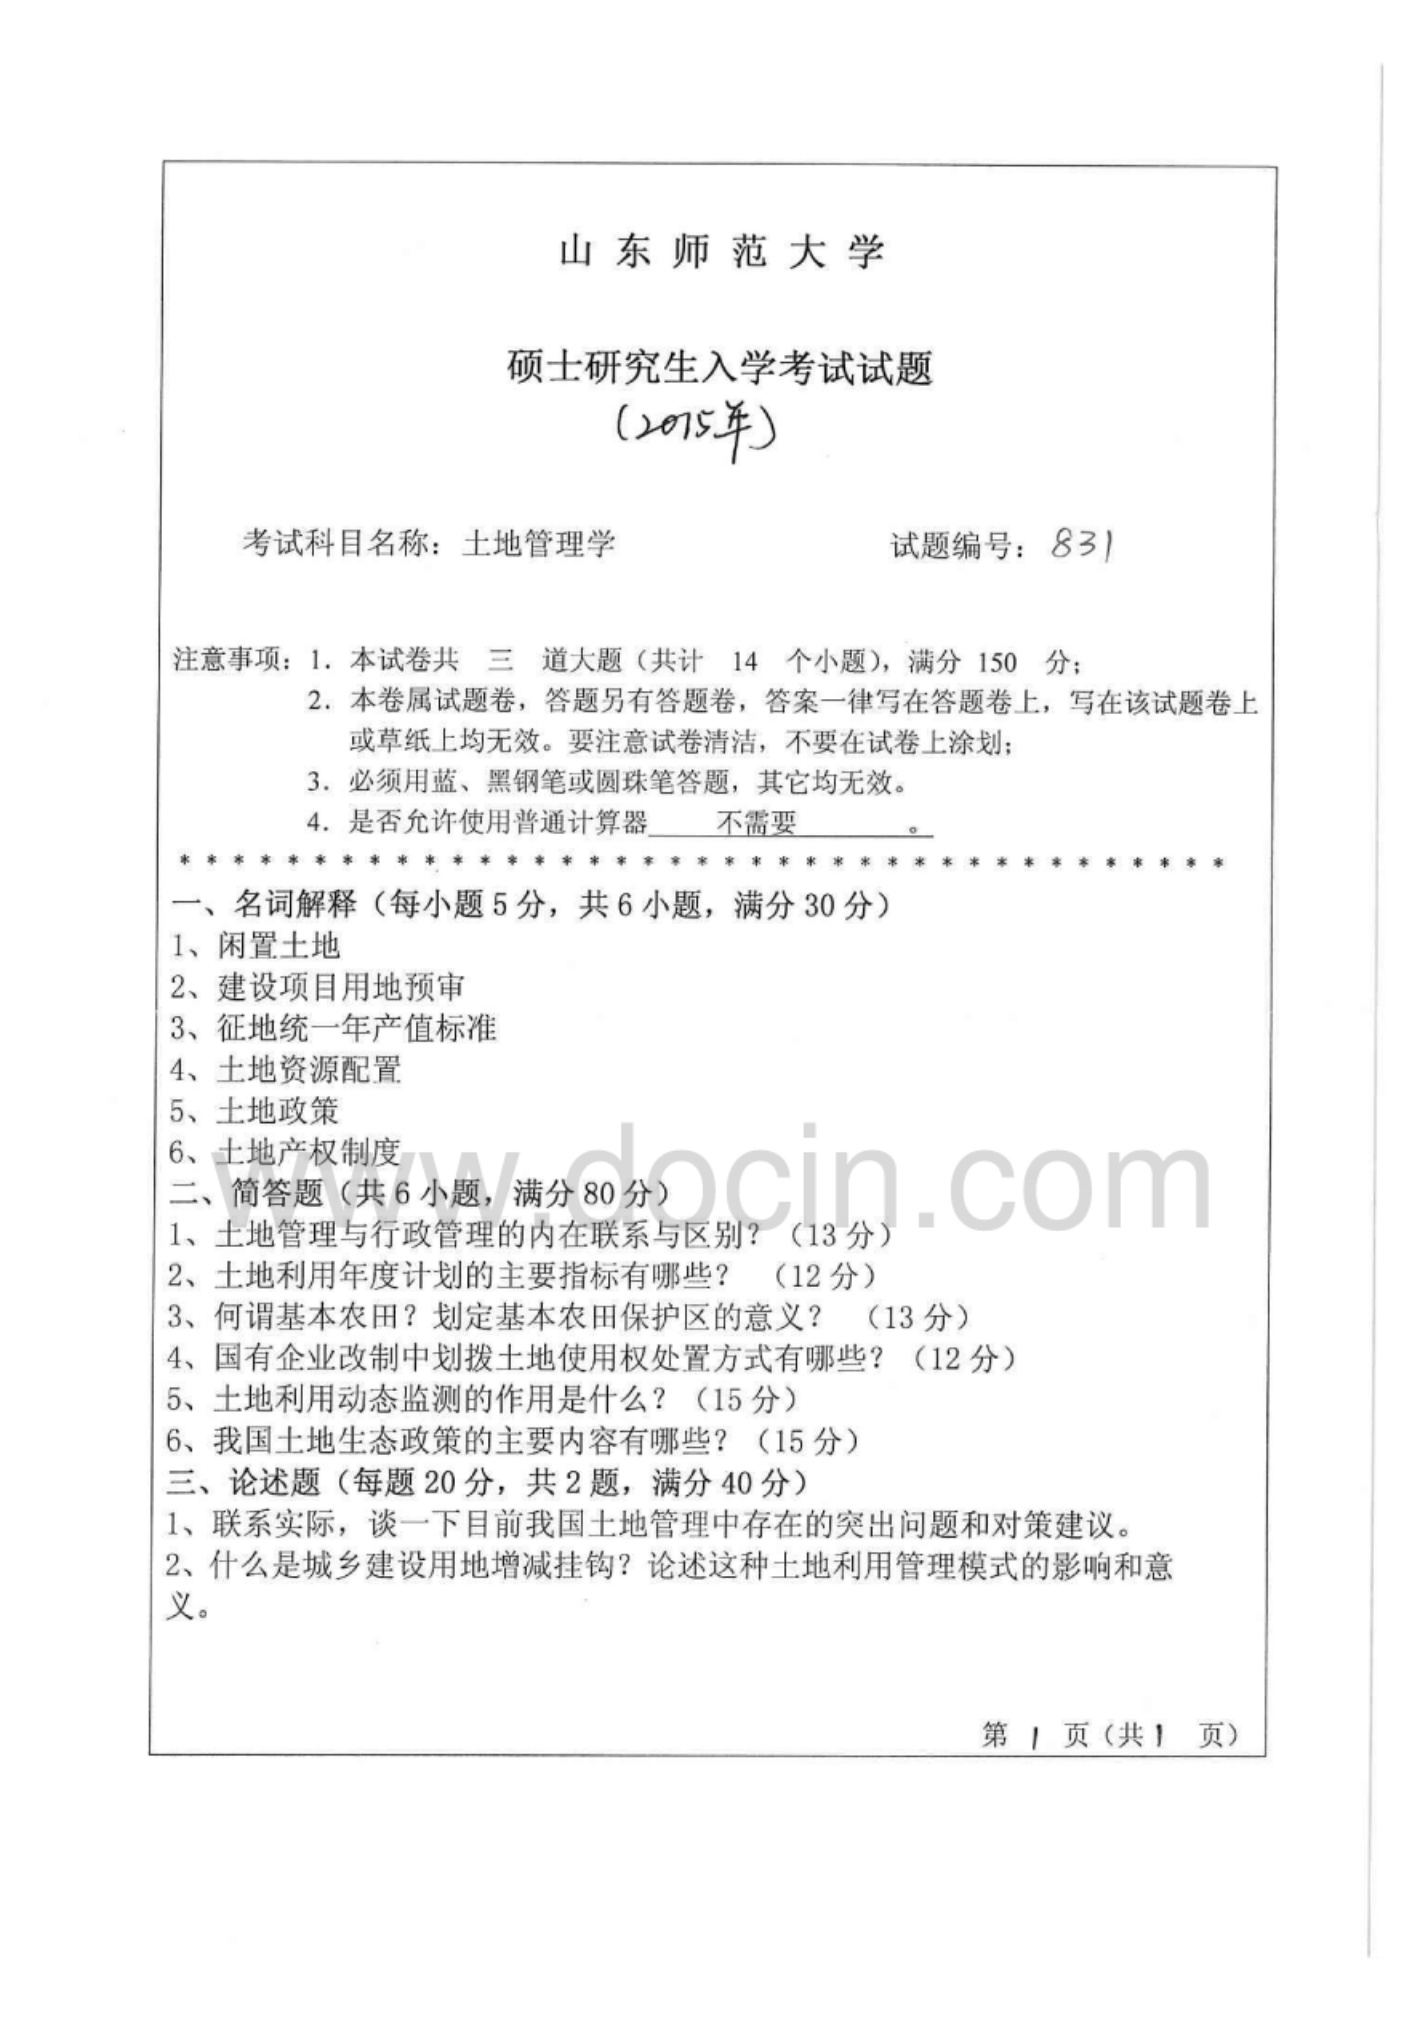 山东师范大学
硕士研究生入学考试试题
(2015年)
考试科目名称：土地管理学 试题编号：831
注意事项：1．本试卷共 三 道大题（共计 14 个小题），满分 150 分；
2．本卷属试题卷，答题另有答题卷，答案一律写在答题卷上，写在该试题卷上
或草纸上均无效。要注意试卷清洁，不要在试卷上涂划；
3．必须用蓝、黑钢笔或圆珠笔答题，其它均无效。
4．是否允许使用普通计算器 不需要 。
* * * * * * * * * * * * * * * * * * * * * * * * * * * * * * * * * * * * * * *
一、名词解释（每小题5分，共6小题，满分30分）
1、闲置土地
2、建设项目用地预审
3、征地统一年产值标准
4、土地资源配置
5、土地政策
6、土地产权制度
www.docin.com
二、简答题（共6小题，满分80分）
1、土地管理与行政管理的内在联系与区别？（13分）
2、土地利用年度计划的主要指标有哪些？（12分）
3、何谓基本农田？划定基本农田保护区的意义？（13分）
4、国有企业改制中划拨土地使用权处置方式有哪些？（12分）
5、土地利用动态监测的作用是什么？（15分）
6、我国土地生态政策的主要内容有哪些？（15分）
三、论述题（每题20分，共2题，满分40分）
1、联系实际，谈一下目前我国土地管理中存在的突出问题和对策建议。
2、什么是城乡建设用地增减挂钩？论述这种土地利用管理模式的影响和意
义。
第 1 页（共1 页）